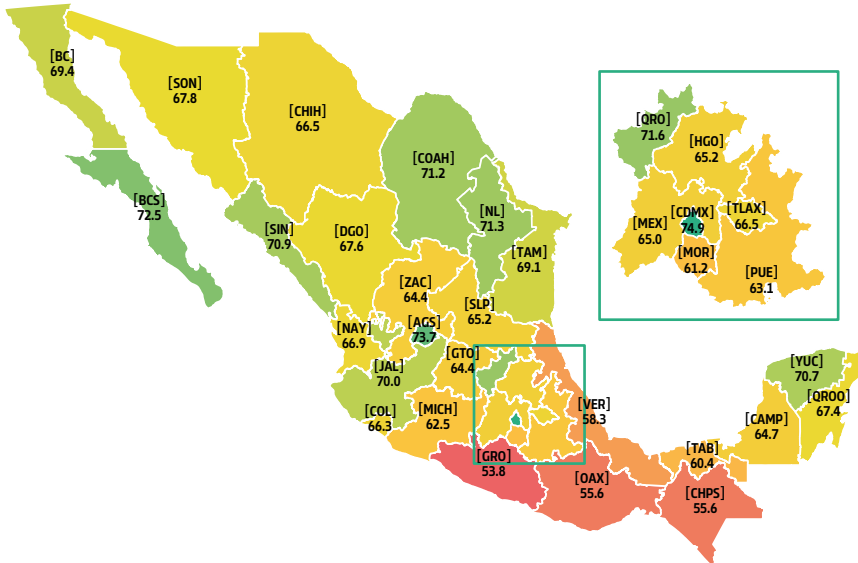 [BC]
69.4
[SON]
67.8
[CHIH]
66.5
[COAH]
71.2
[BCS]
72.5
[SIN]
70.9
[DGO]
67.6
[NL]
71.3
[TAM]
69.1
[ZAC]
64.4
[SLP]
65.2
[NAY]
66.9
[AGS]
73.7
[JAL]
70.0
[GTO]
64.4
[COL]
66.3
[MICH]
62.5
[VER]
58.3
[GRO]
53.8
[OAX]
55.6
[TAB]
60.4
[CHPS]
55.6
[CAMP]
64.7
[YUC]
70.7
[QROO]
67.4
[QRO]
71.6
[HGO]
65.2
[MEX]
65.0
[CDMX]
74.9
[TLAX]
66.5
[MOR]
61.2
[PUE]
63.1